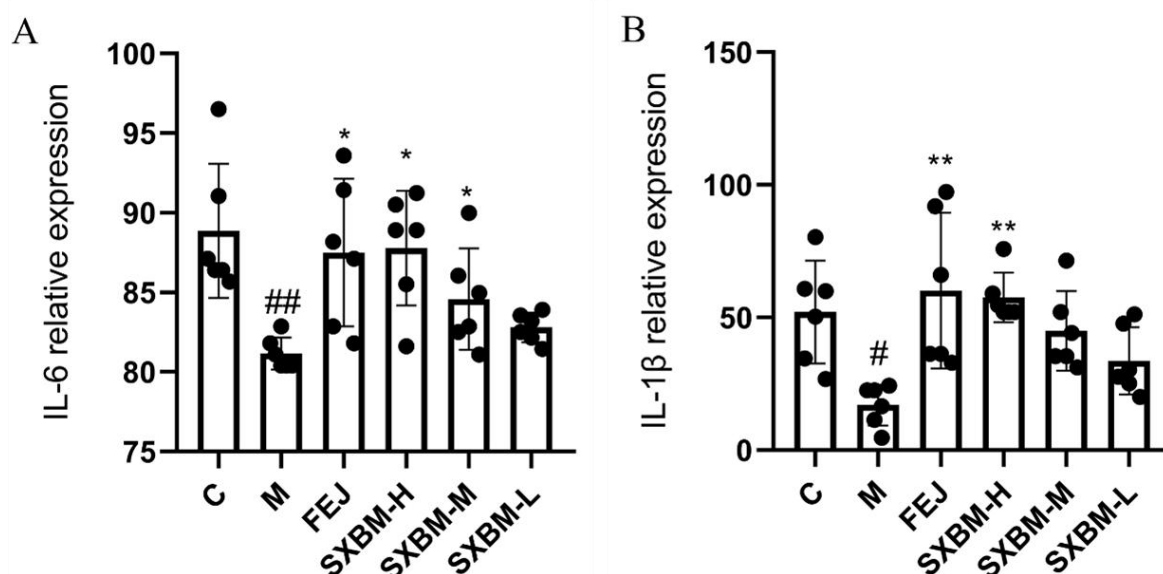 A
IL-6 relative expression
100
95
90
85
80
75
##
*
*
*
C
M
FEJ
SXBM-H
SXBM-M
SXBM-L
B
IL-1β relative expression
150
100
50
0
#
**
**
C
M
FEJ
SXBM-H
SXBM-M
SXBM-L